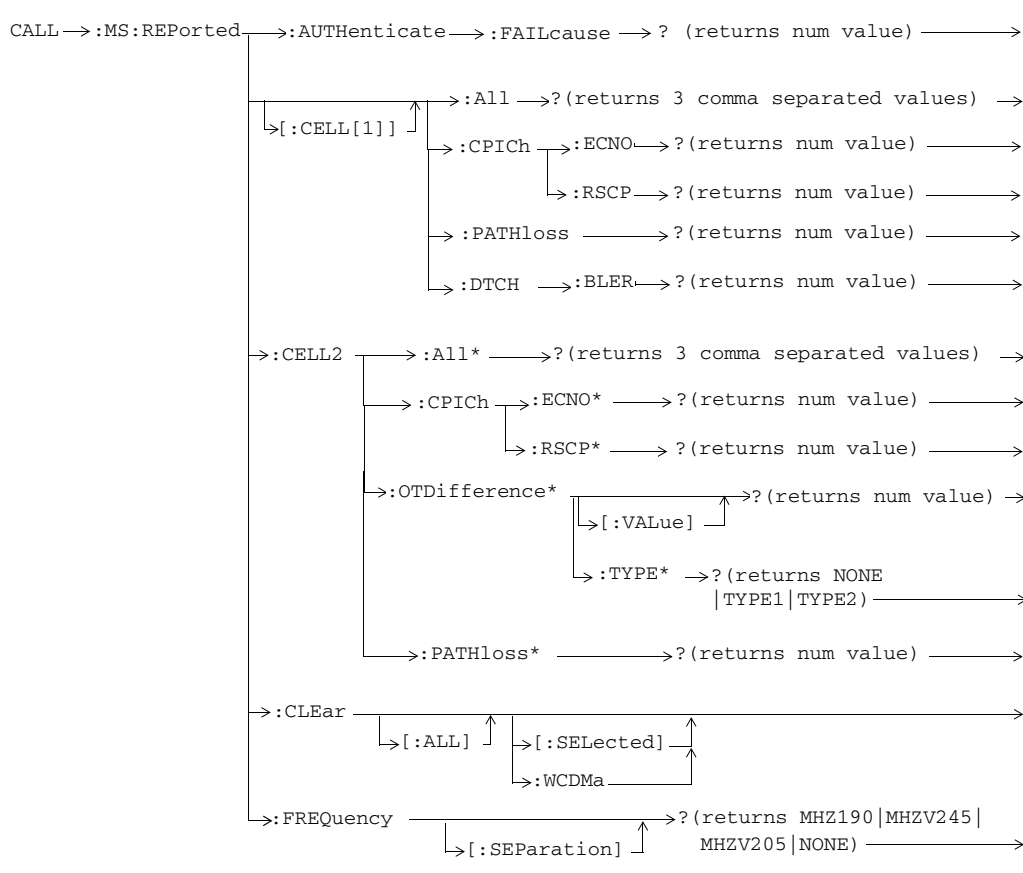 CALL :MS:REPorted :AUTHenticate :FAILcause ? (returns num value)
:All ?(returns 3 comma separated values)
[:CELL[1]]
:CPICh :ECNO ?(returns num value)
:RSCP ?(returns num value)
:PATHloss ?(returns num value)
:DTCH :BLER ?(returns num value)
:CELL2 :All* ?(returns 3 comma separated values)
:CPICh :ECNO* ?(returns num value)
:RSCP* ?(returns num value)
:OTDifference* ?(returns num value)
[:VALue]
:TYPE* ?(returns NONE
|TYPE1|TYPE2)
:PATHloss* ?(returns num value)
:CLEar
[:ALL] [:SELected]
:WCDMa
:FREQuency ?(returns MHZ190|MHZV245|
[:SEParation] MHZV205|NONE)